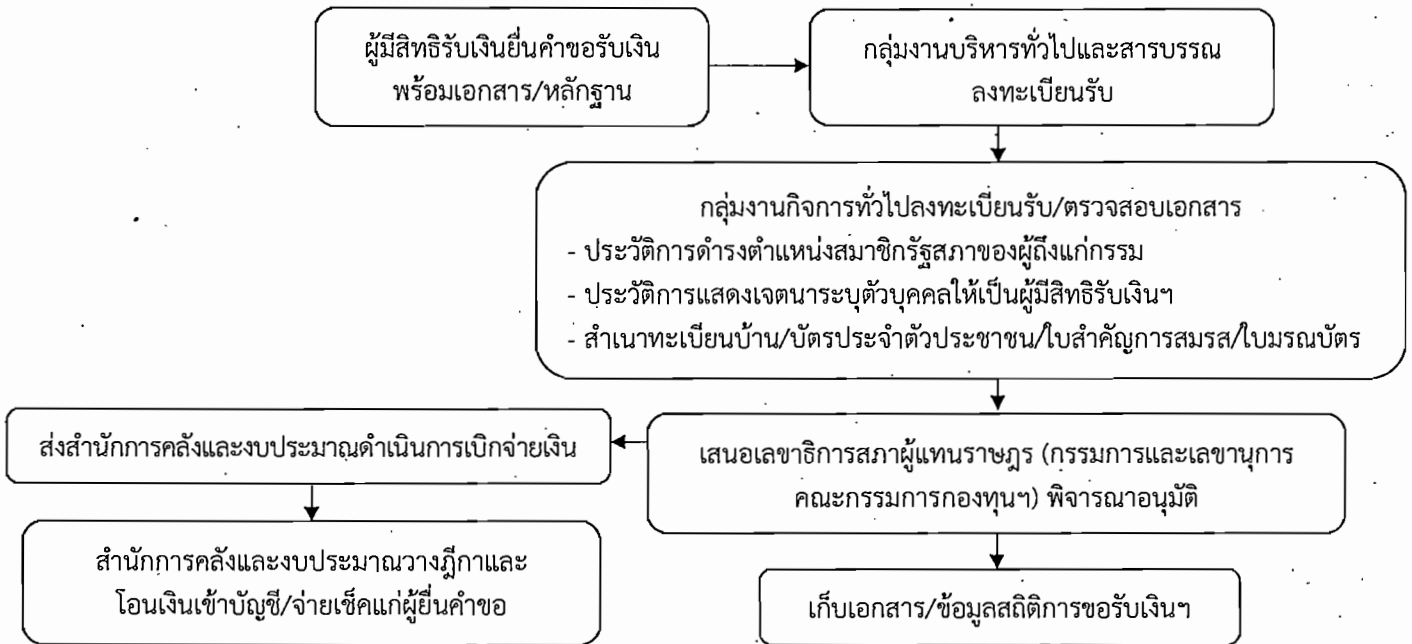 ผู้มีสิทธิรับเงินยื่นคำขอรับเงิน
พร้อมเอกสาร/หลักฐาน
กลุ่มงานบริหารทั่วไปและสารบรรณ
ลงทะเบียนรับ
กลุ่มงานกิจการทั่วไปลงทะเบียนรับ/ตรวจสอบเอกสาร
- ประวัติการดำรงตำแหน่งสมาชิกรัฐสภาของผู้ถึงแก่กรรม
- ประวัติการแสดงเจตนาระบุตัวบุคคลให้เป็นผู้มีสิทธิรับเงินฯ
- สำเนาทะเบียนบ้าน/บัตรประจำตัวประชาชน/ใบสำคัญการสมรส/ใบมรณบัตร
เสนอเลขาธิการสภาผู้แทนราษฎร (กรรมการและเลขานุการ
คณะกรรมการกองทุนฯ) พิจารณาอนุมัติ
ส่งสำนักการคลังและงบประมาณดำเนินการเบิกจ่ายเงิน
สำนักการคลังและงบประมาณวางฎีกาและ
โอนเงินเข้าบัญชี/จ่ายเช็คแก่ผู้ยื่นคำขอ
เก็บเอกสาร/ข้อมูลสถิติการขอรับเงินฯ